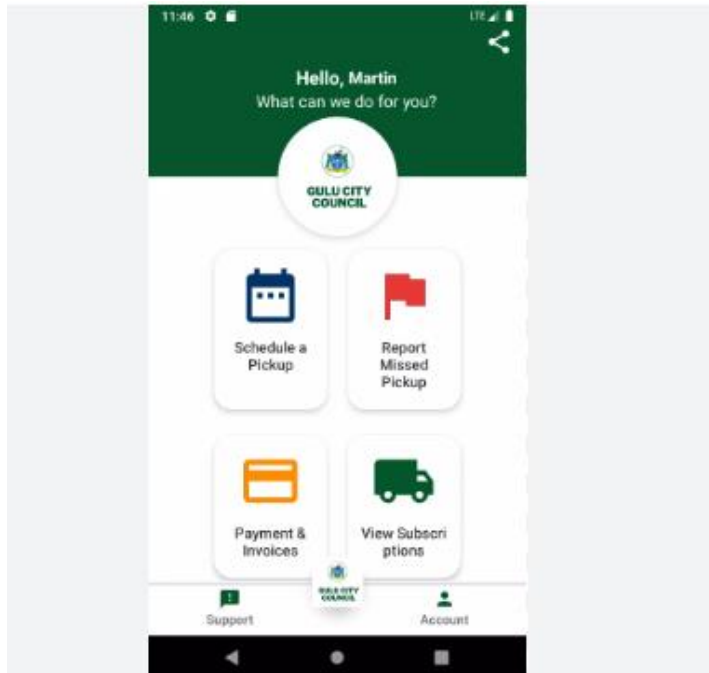 11:46
LTE
Hello, Martin
What can we do for you?
GULU CITY
COUNCIL
Schedule a
Pickup
Report
Missed
Pickup
Payment &
Invoices
View Subscri
ptions
GULU CITY
COUNCIL
Support
Account